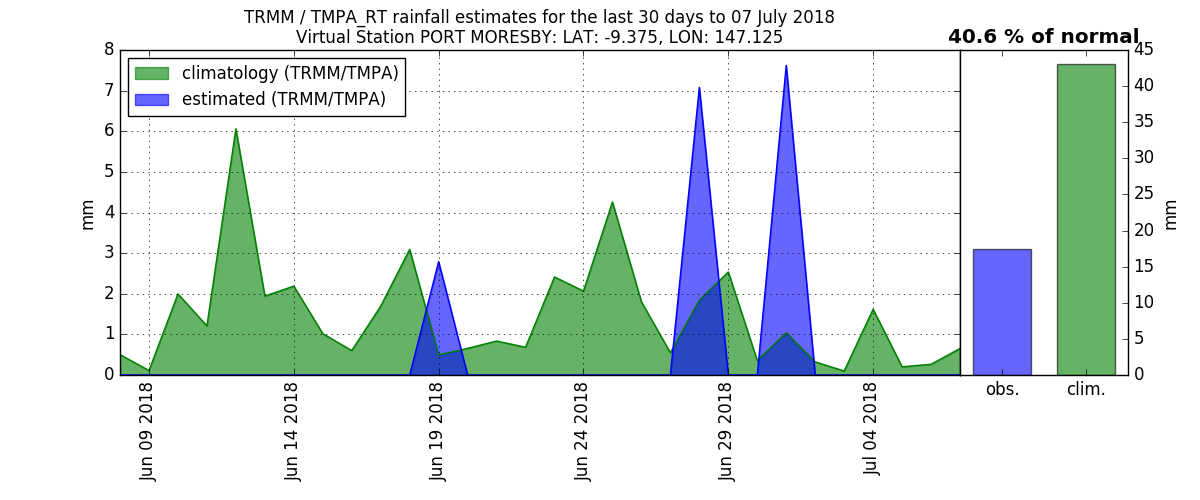 TRMM / TMPA_RT rainfall estimates for the last 30 days to 07 July 2018
Virtual Station PORT MORESBY: LAT: -9.375, LON: 147.125
40.6 % of normal
climatology (TRMM/TMPA)
estimated (TRMM/TMPA)
mm
8
7
6
5
4
3
2
1
0
Jun 09 2018
Jun 14 2018
Jun 19 2018
Jun 24 2018
Jun 29 2018
Jul 04 2018
obs.
clim.
45
40
35
30
25
20
15
10
5
0
mm